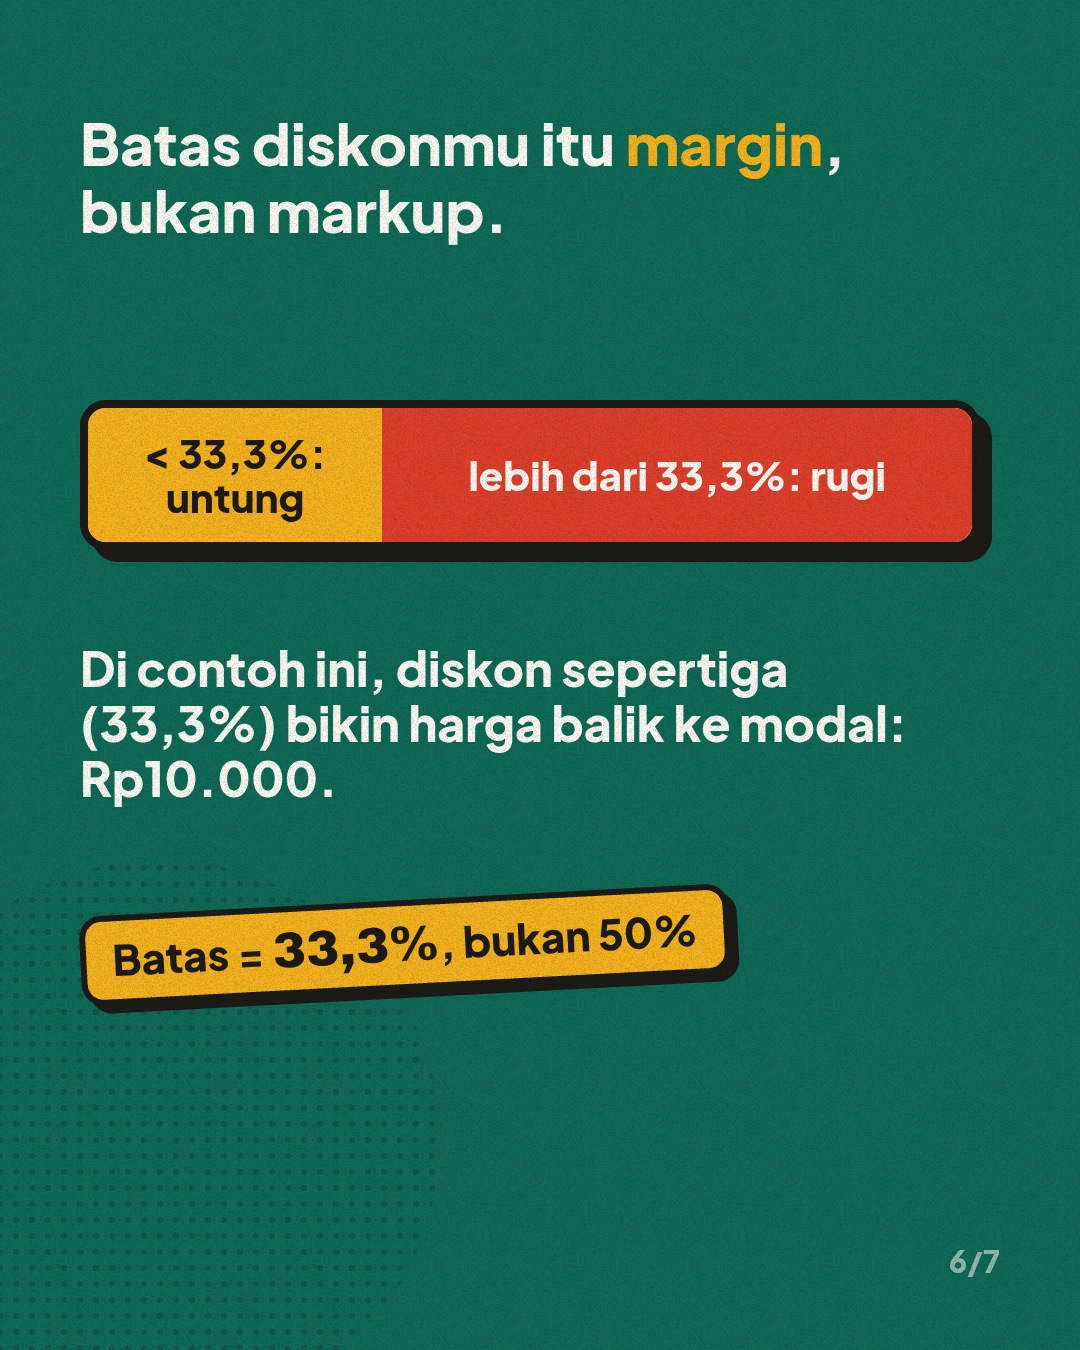 Batas diskonmu itu margin,
bukan markup.
< 33,3%:
untung
lebih dari 33,3%: rugi
Di contoh ini, diskon sepertiga
(33,3%) bikin harga balik ke modal:
Rp10.000.
Batas = 33,3%, bukan 50%
6/7